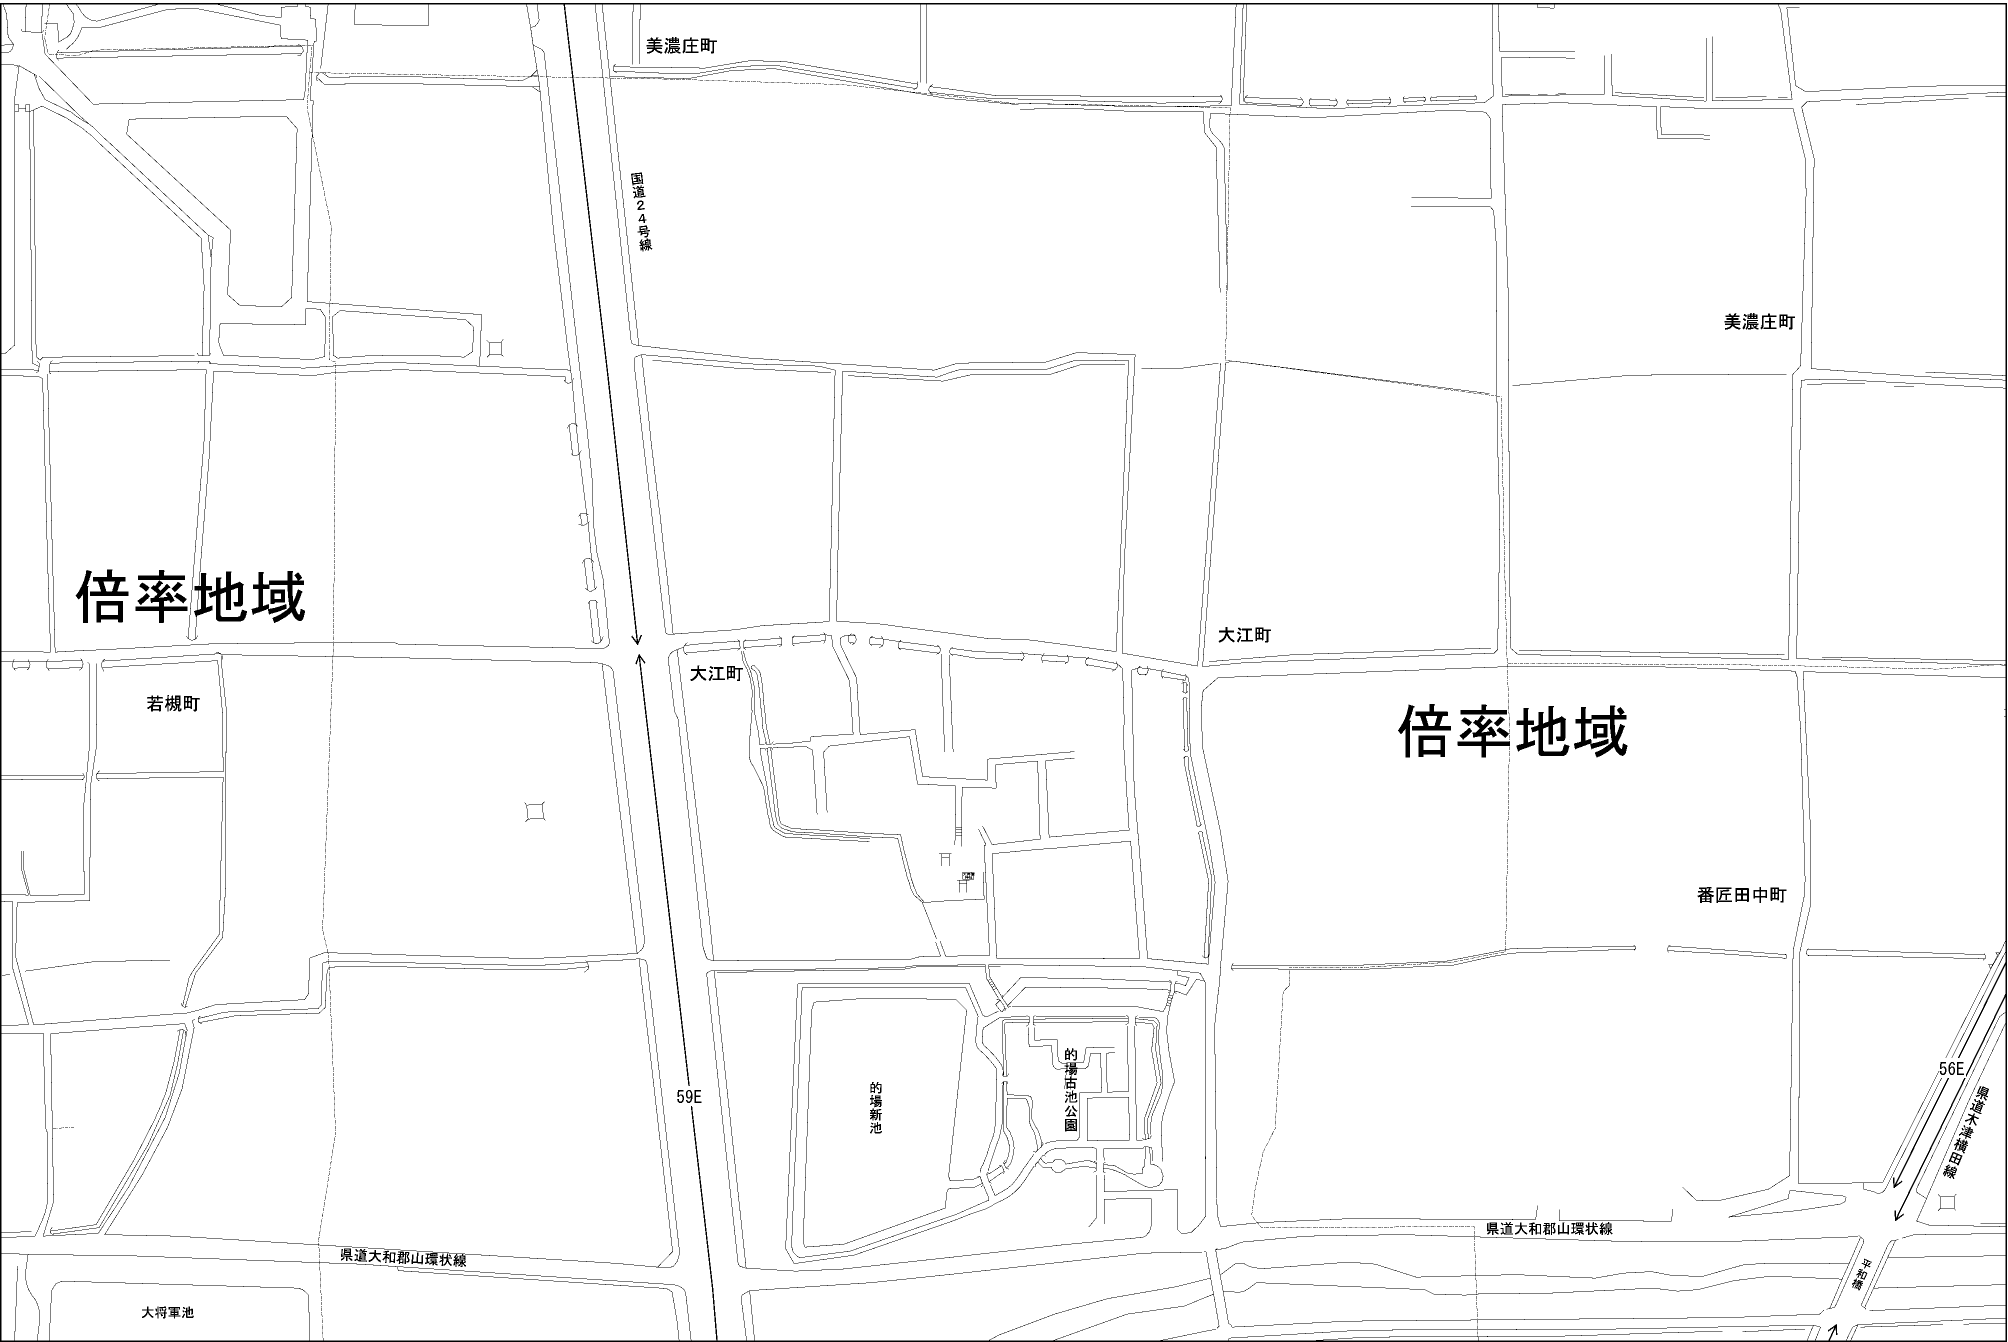 美濃庄町
国道24号線
美濃庄町
倍率地域
大江町
大江町
若槻町
倍率地域
番匠田中町
56E
59E
的場新池
的場古池公園
県道木津横田線
県道大和郡山環状線
県道大和郡山環状線
平和橋
大将軍池